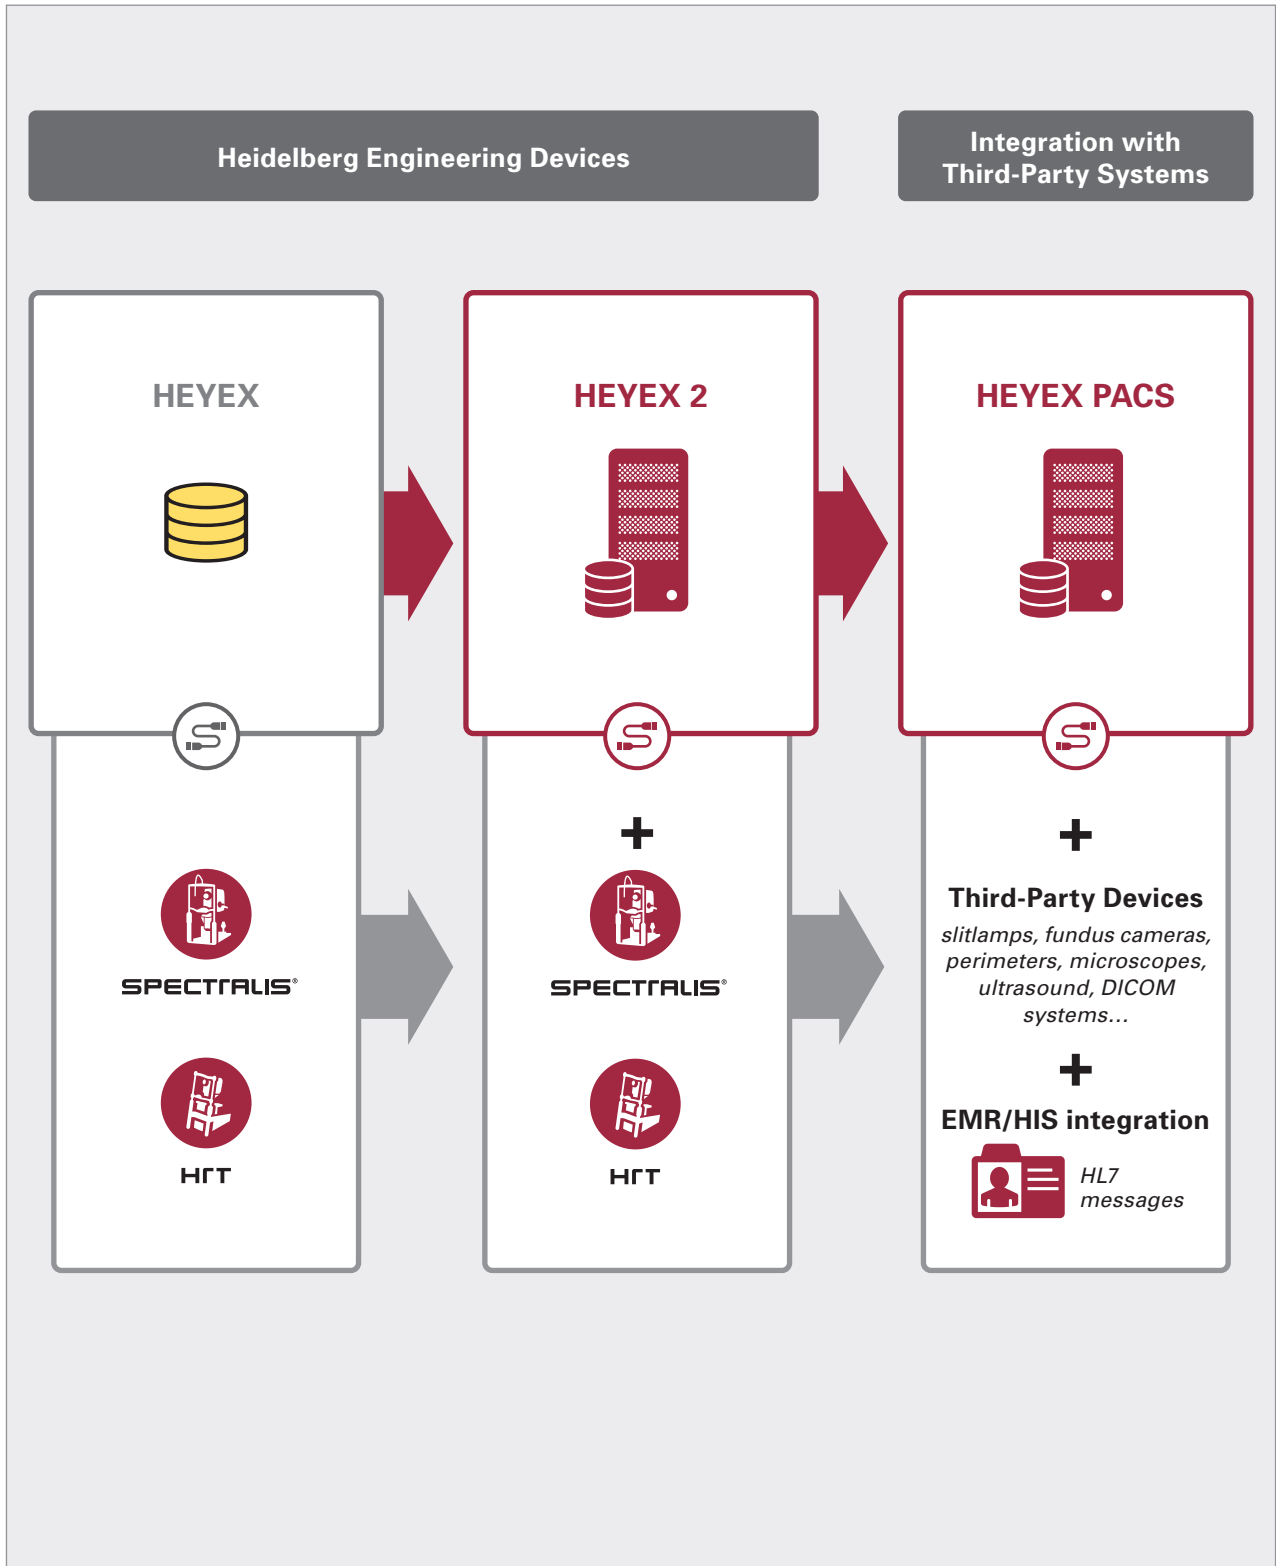 Heidelberg Engineering Devices
Integration with
Third-Party Systems
HEYEX
HEYEX 2
HEYEX PACS
SPECTRALIS®
HRT
+
SPECTRALIS®
HRT
+
Third-Party Devices
slitlamps, fundus cameras,
perimeters, microscopes,
ultrasound, DICOM
systems...
+
EMR/HIS integration
HL7
messages